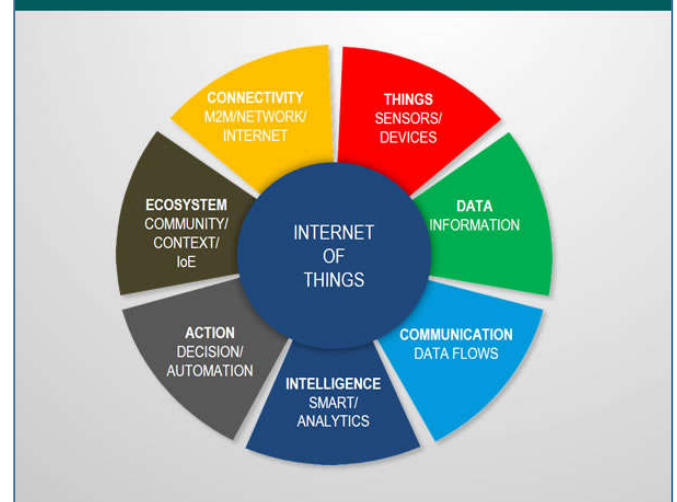 CONNECTIVITY
M2M/NETWORK/
INTERNET
THINGS
SENSORS/
DEVICES
DATA
INFORMATION
COMMUNICATION
DATA FLOWS
INTELLIGENCE
SMART/
ANALYTICS
ACTION
DECISION/
AUTOMATION
ECOSYSTEM
COMMUNITY/
CONTEXT/
IoE
INTERNET
OF
THINGS